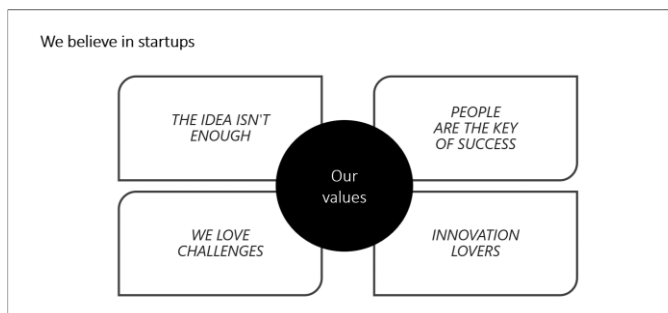 We believe in startups
THE IDEA ISN'T
ENOUGH
PEOPLE
ARE THE KEY
OF SUCCESS
Our
values
WE LOVE
CHALLENGES
INNOVATION
LOVERS